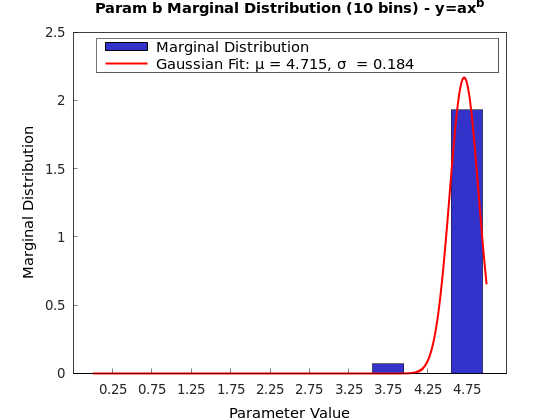 Param b Marginal Distribution (10 bins) - y=ax^b
2.5
Marginal Distribution
Gaussian Fit: μ = 4.715, σ = 0.184
2
1.5
1
0.5
0
Marginal Distribution
0.25 0.75 1.25 1.75 2.25 2.75 3.25 3.75 4.25 4.75
Parameter Value